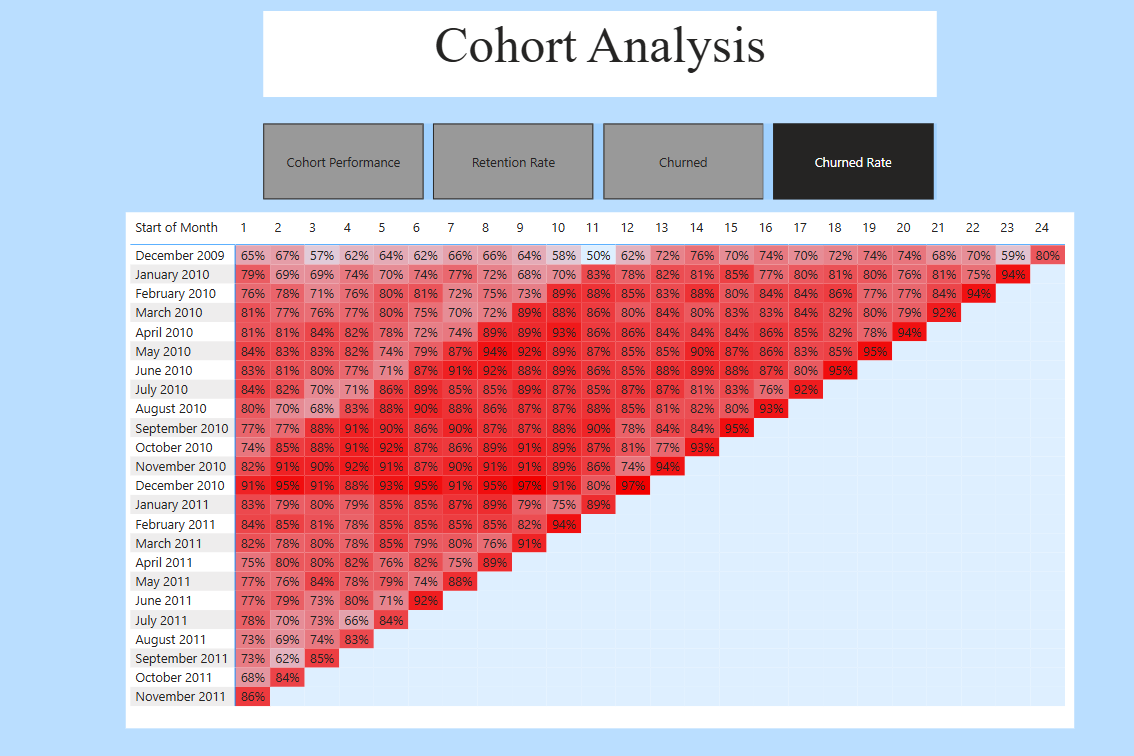 Cohort Analysis
Cohort Performance Retention Rate Churned Churned Rate
Start of Month 1 2 3 4 5 6 7 8 9 10 11 12 13 14 15 16 17 18 19 20 21 22 23 24
December 2009 65% 67% 57% 62% 64% 62% 66% 66% 64% 58% 50% 62% 72% 76% 70% 74% 70% 72% 74% 74% 68% 70% 59% 80%
January 2010 79% 69% 69% 74% 70% 74% 77% 72% 68% 70% 83% 78% 82% 81% 85% 77% 80% 81% 80% 76% 81% 75% 94%
February 2010 76% 78% 71% 76% 80% 81% 72% 75% 73% 89% 88% 85% 83% 88% 80% 84% 84% 86% 77% 77% 84% 94%
March 2010 81% 77% 76% 77% 80% 75% 70% 72% 89% 88% 86% 80% 84% 80% 83% 83% 84% 82% 80% 79% 92%
April 2010 81% 81% 84% 82% 78% 72% 74% 89% 89% 93% 86% 86% 84% 84% 84% 86% 85% 82% 78% 94%
May 2010 84% 83% 83% 82% 74% 79% 87% 94% 92% 89% 87% 85% 85% 90% 87% 86% 83% 85% 95%
June 2010 83% 81% 80% 77% 71% 87% 91% 92% 88% 89% 86% 85% 88% 89% 88% 87% 80% 95%
July 2010 84% 82% 70% 71% 86% 89% 85% 85% 89% 87% 85% 87% 87% 81% 83% 76% 92%
August 2010 80% 70% 68% 83% 88% 90% 88% 86% 87% 87% 88% 85% 81% 82% 80% 93%
September 2010 77% 77% 88% 91% 90% 86% 90% 87% 87% 88% 90% 78% 84% 84% 95%
October 2010 74% 85% 88% 91% 92% 87% 86% 89% 91% 89% 87% 81% 77% 93%
November 2010 82% 91% 90% 92% 91% 87% 90% 91% 91% 89% 86% 74% 94%
December 2010 91% 95% 91% 88% 93% 95% 91% 95% 97% 91% 80% 97%
January 2011 83% 79% 80% 79% 85% 85% 87% 89% 79% 75% 89%
February 2011 84% 85% 81% 78% 85% 85% 85% 85% 82% 94%
March 2011 82% 78% 80% 78% 85% 79% 80% 76% 91%
April 2011 75% 80% 80% 82% 76% 82% 75% 89%
May 2011 77% 76% 84% 78% 79% 74% 88%
June 2011 77% 79% 73% 80% 71% 92%
July 2011 78% 70% 73% 66% 84%
August 2011 73% 69% 74% 83%
September 2011 73% 62% 85%
October 2011 68% 84%
November 2011 86%